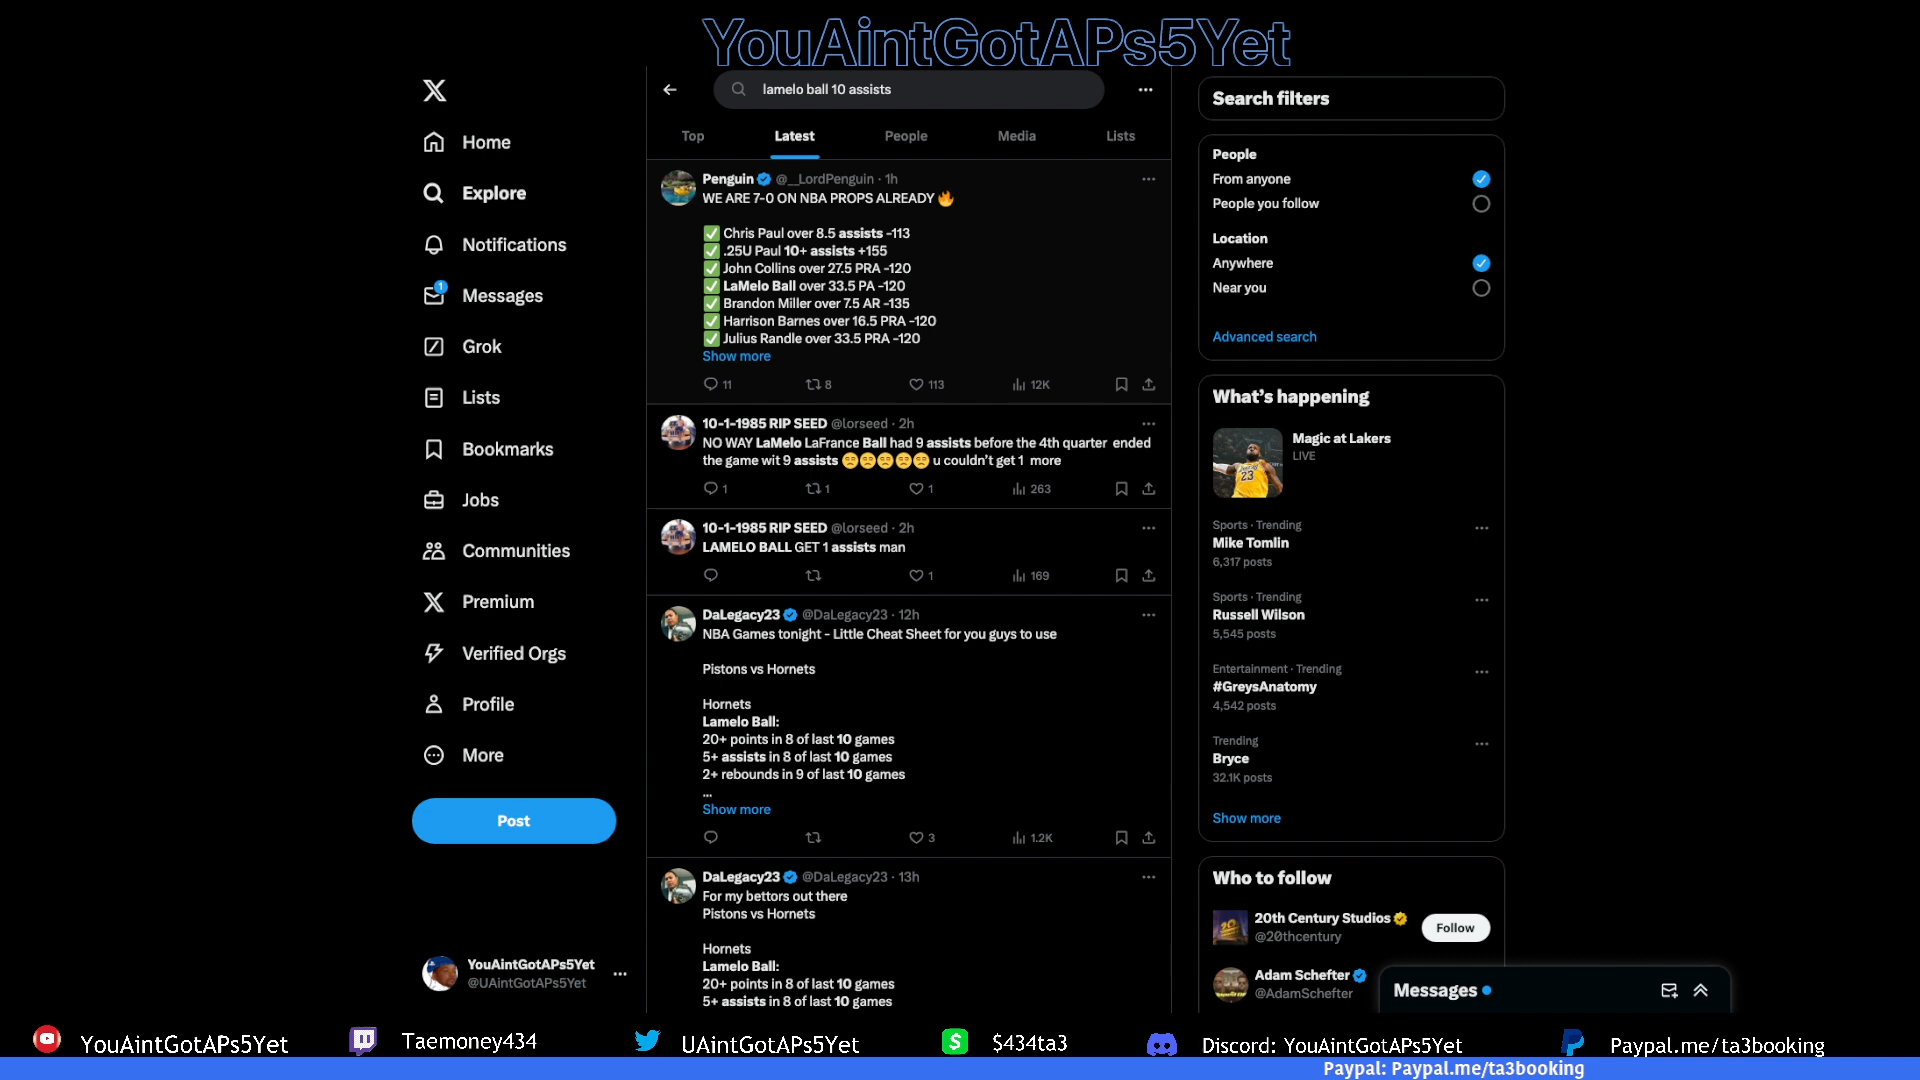 YouAintGotAPs5Yet
Home
Explore
Notifications
1
Messages
Grok
Lists
Bookmarks
Jobs
Communities
Premium
Verified Orgs
Profile
More
Post
YouAintGotAPs5Yet
@UAintGotAPs5Yet
lamelo ball 10 assists
Top
Latest
People
Media
Lists
Penguin @__LordPenguin · 1h
WE ARE 7-0 ON NBA PROPS ALREADY 🔥
✅ Chris Paul over 8.5 assists -113
✅ .25U Paul 10+ assists +155
✅ John Collins over 27.5 PRA -120
✅ LaMelo Ball over 33.5 PA -120
✅ Brandon Miller over 7.5 AR -135
✅ Harrison Barnes over 16.5 PRA -120
✅ Julius Randle over 33.5 PRA -120
Show more
11
8
113
12K
10-1-1985 RIP SEED @lorseed · 2h
NO WAY LaMelo LaFrance Ball had 9 assists before the 4th quarter ended
the game wit 9 assists 😒😒😒😒😒 u couldn't get 1 more
1
1
1
263
10-1-1985 RIP SEED @lorseed · 2h
LAMELO BALL GET 1 assists man
1
169
DaLegacy23 @DaLegacy23 · 12h
NBA Games tonight - Little Cheat Sheet for you guys to use
Pistons vs Hornets
Hornets
Lamelo Ball:
20+ points in 8 of last 10 games
5+ assists in 8 of last 10 games
2+ rebounds in 9 of last 10 games
...
Show more
3
1.2K
DaLegacy23 @DaLegacy23 · 13h
For my bettors out there
Pistons vs Hornets
Hornets
Lamelo Ball:
20+ points in 8 of last 10 games
5+ assists in 8 of last 10 games
Search filters
People
From anyone
People you follow
Location
Anywhere
Near you
Advanced search
What's happening
Magic at Lakers
LIVE
23
Sports · Trending
Mike Tomlin
6,317 posts
Sports · Trending
Russell Wilson
5,545 posts
Entertainment · Trending
#GreysAnatomy
4,542 posts
Trending
Bryce
32.1K posts
Show more
Who to follow
20th Century Studios
@20thcentury
Follow
Adam Schefter
@AdamSchefter
Messages
YouAintGotAPs5Yet
Taemoney434
UAintGotAPs5Yet
$434ta3
Discord: YouAintGotAPs5Yet
Paypal.me/ta3booking
Paypal: Paypal.me/ta3booking